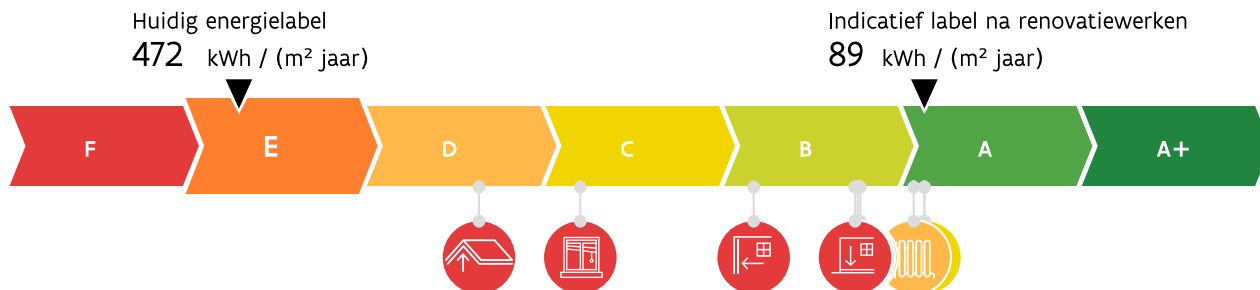 Huidig energielabel
472 kWh / (m² jaar)
Indicatief label na renovatiewerken
89 kWh / (m² jaar)
F E D C B A A+